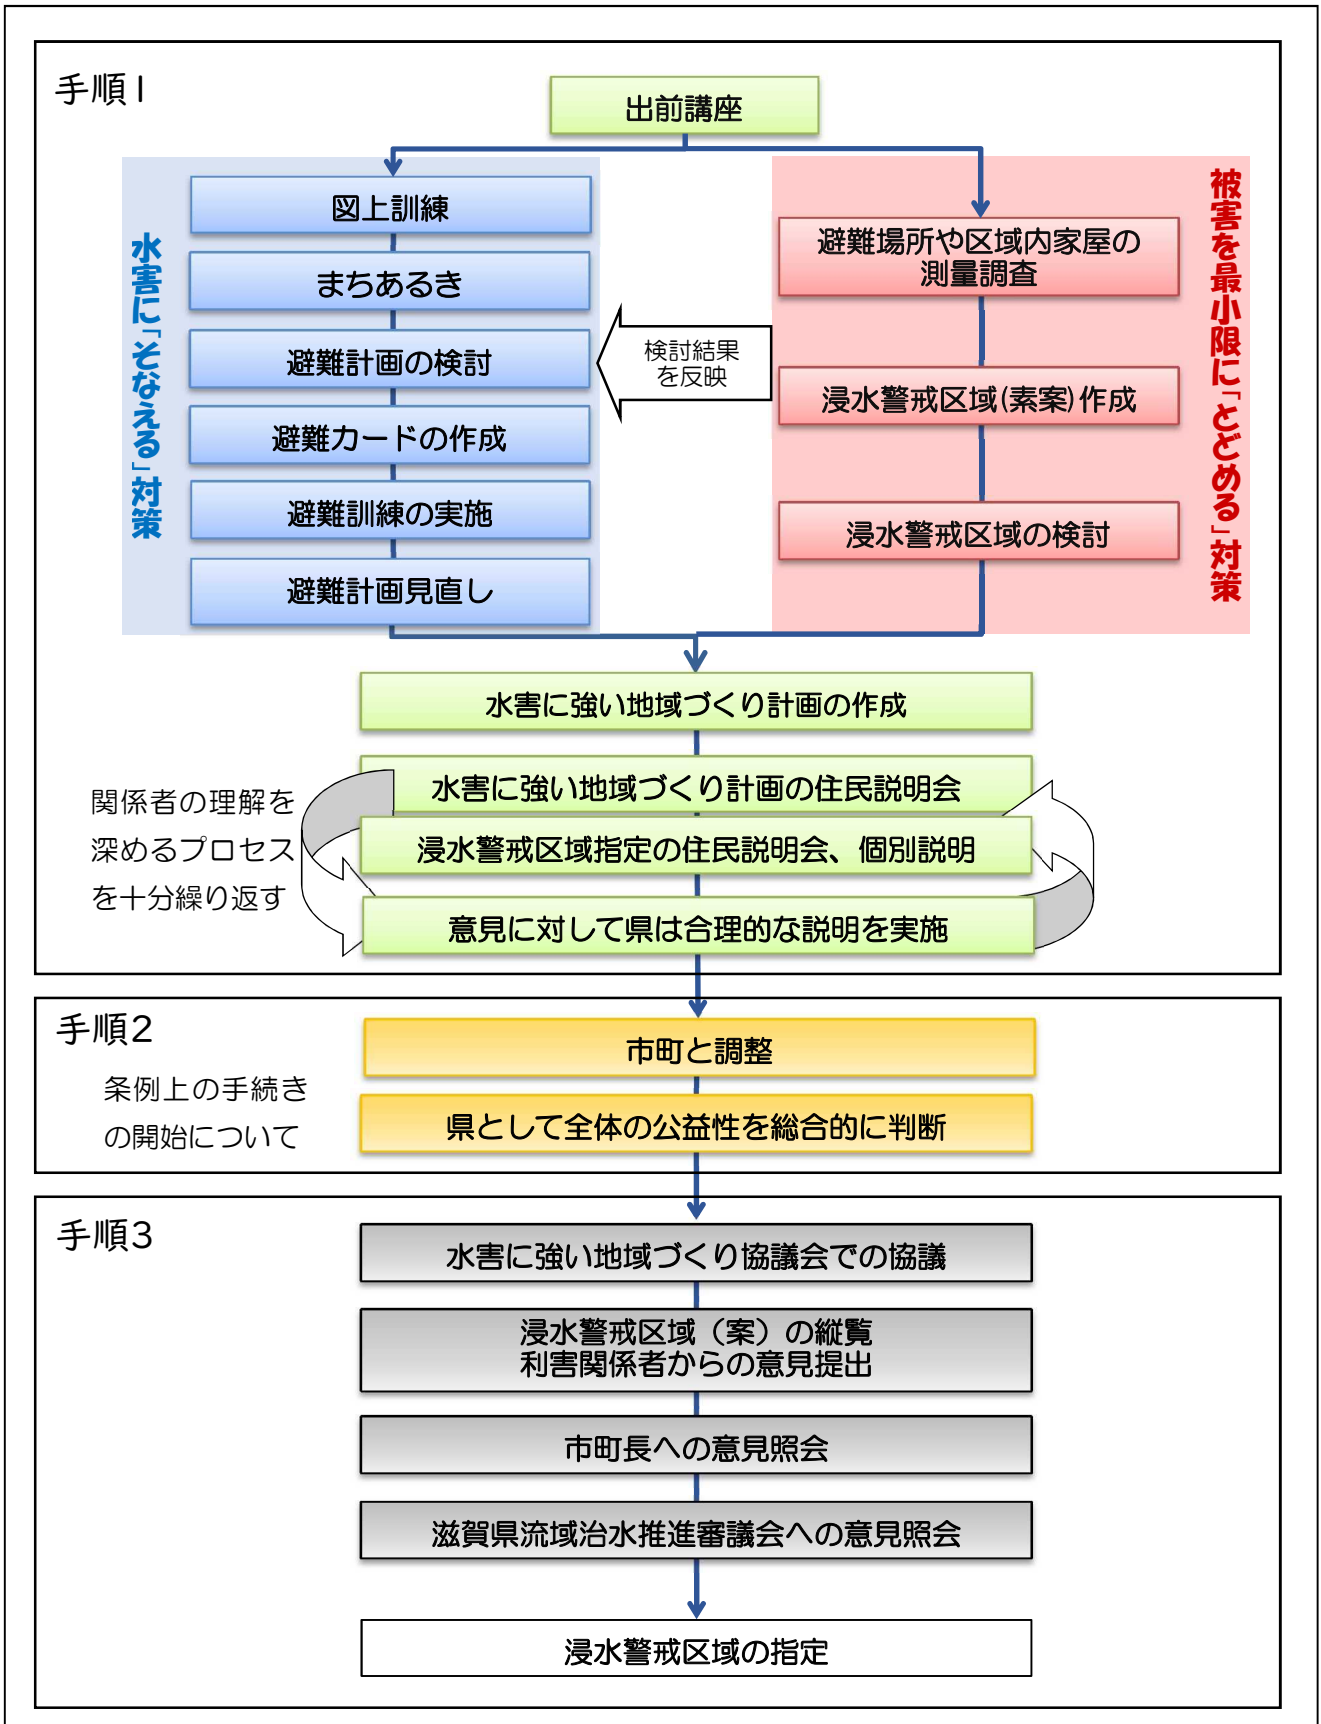 手順1
出前講座
水害に「そなえる」対策
図上訓練
まちあるき
避難計画の検討
避難カードの作成
避難訓練の実施
避難計画見直し
検討結果
を反映
被害を最小限に「とどめる」対策
避難場所や区域内家屋の
測量調査
浸水警戒区域(素案)作成
浸水警戒区域の検討
水害に強い地域づくり計画の作成
関係者の理解を
深めるプロセス
を十分繰り返す
水害に強い地域づくり計画の住民説明会
浸水警戒区域指定の住民説明会、個別説明
意見に対して県は合理的な説明を実施
手順2
条例上の手続き
の開始について
市町と調整
県として全体の公益性を総合的に判断
手順3
水害に強い地域づくり協議会での協議
浸水警戒区域（案）の縦覧
利害関係者からの意見提出
市町長への意見照会
滋賀県流域治水推進審議会への意見照会
浸水警戒区域の指定